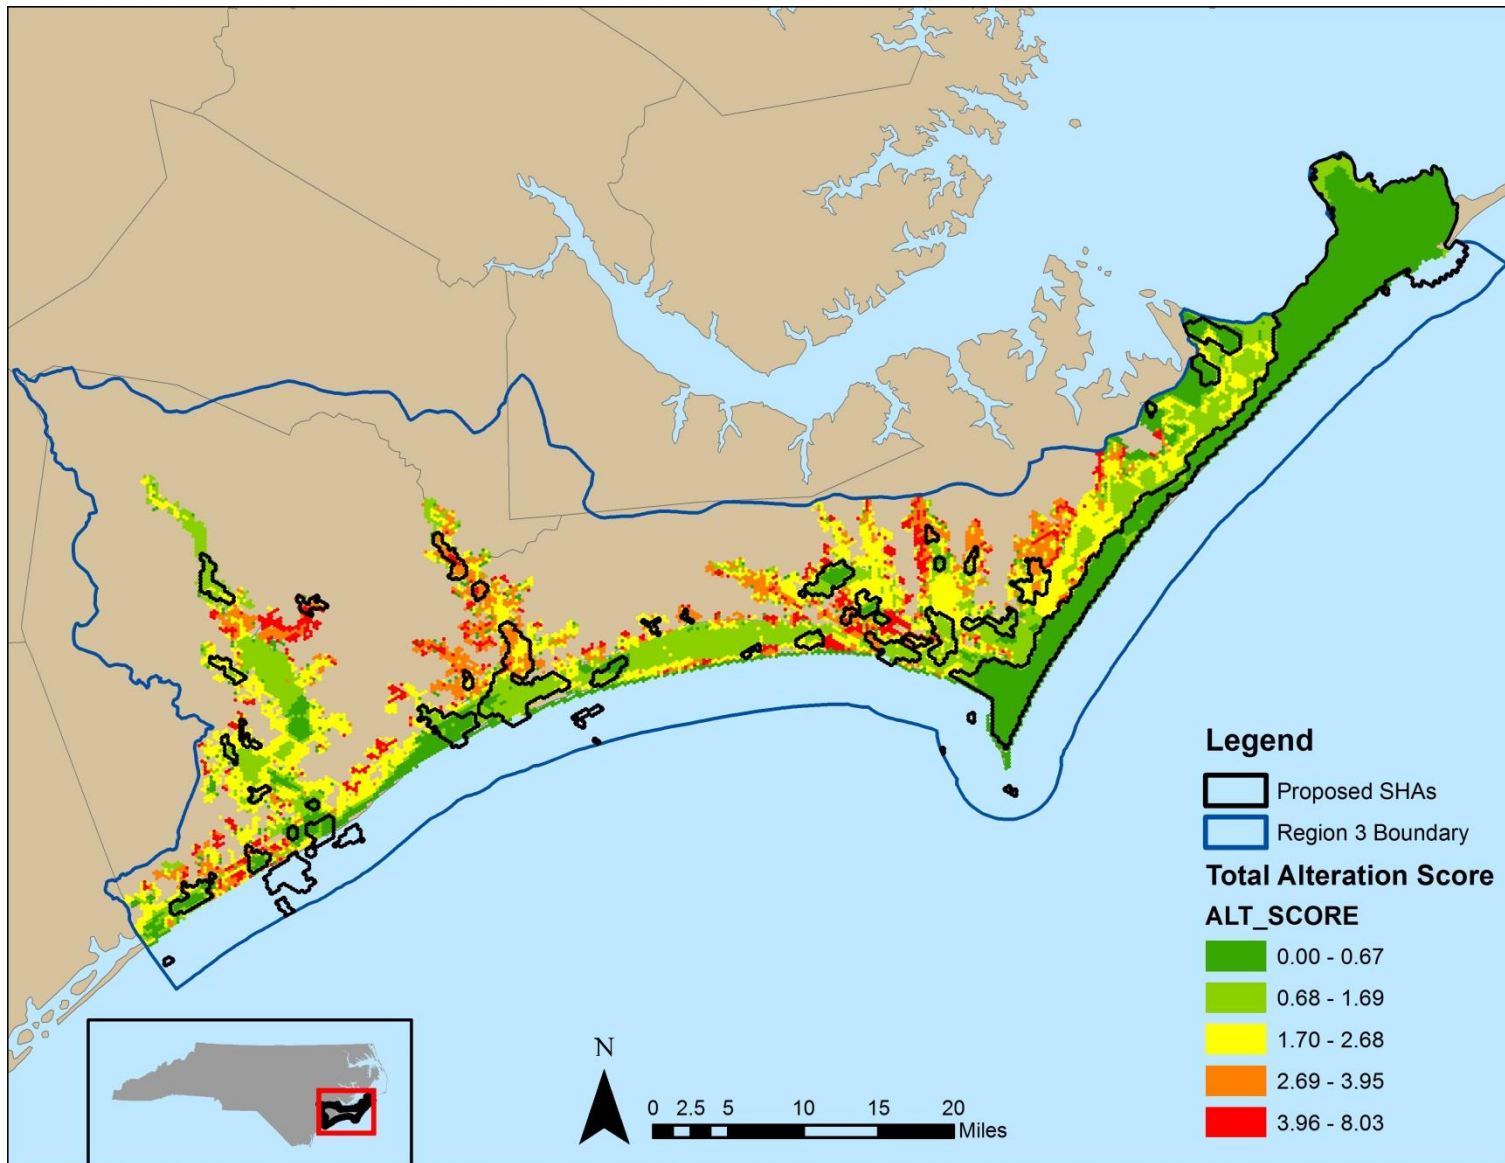 Legend
Proposed SHAs
Region 3 Boundary
Total Alteration Score
ALT_SCORE
0.00 - 0.67
0.68 - 1.69
1.70 - 2.68
2.69 - 3.95
3.96 - 8.03
N
0 2.5 5 10 15 20
Miles